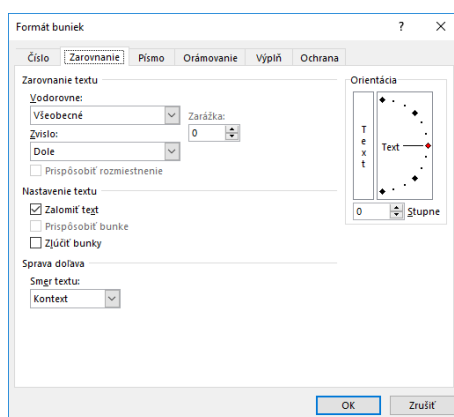 Formát buniek
Číslo Zarovnanie Písmo Orámovanie Výplň Ochrana
Zarovnanie textu
Vodorovne:
Všeobecné
Zarážka:
Zvislo:
0
Dole
Prispôsobiť rozmiestnenie
Nastavenie textu
Zalomiť text
Prispôsobiť bunke
Zlúčiť bunky
Sprava doľava
Smer textu:
Kontext
Orientácia
Text
Text
0 Stupne
OK Zrušiť